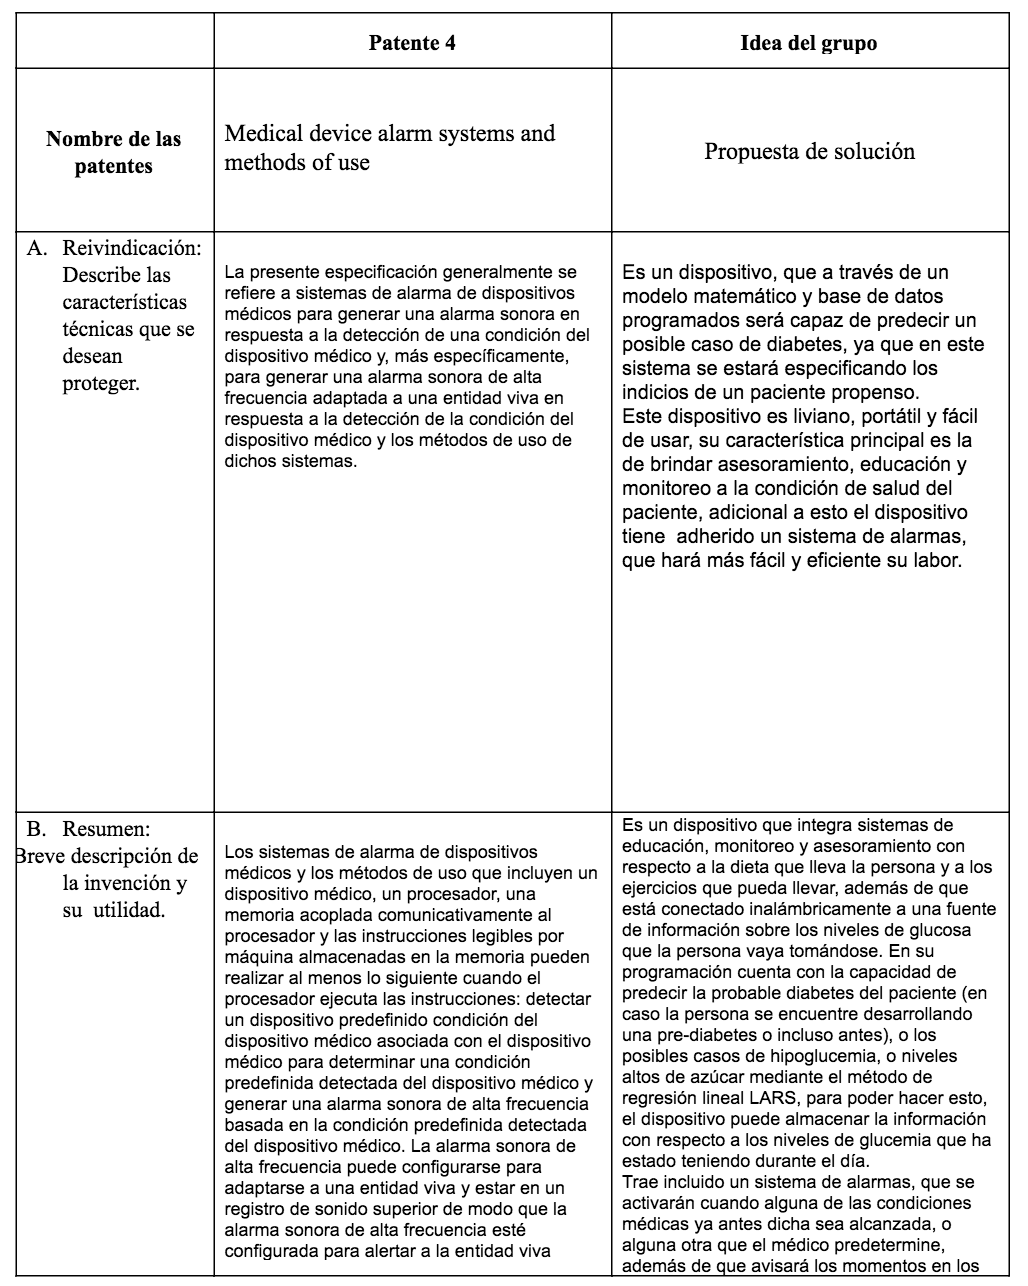 Patente 4
Idea del grupo
Nombre de las
patentes
Medical device alarm systems and
methods of use
Propuesta de solución
A. Reivindicación:
Describe las
características
técnicas que se
desean
proteger.
La presente especificación generalmente se
refiere a sistemas de alarma de dispositivos
médicos para generar una alarma sonora en
respuesta a la detección de una condición del
dispositivo médico y, más específicamente,
para generar una alarma sonora de alta
frecuencia adaptada a una entidad viva en
respuesta a la detección de la condición del
dispositivo médico y los métodos de uso de
dichos sistemas.
Es un dispositivo, que a través de un
modelo matemático y base de datos
programados será capaz de predecir un
posible caso de diabetes, ya que en este
sistema se estará especificando los
indicios de un paciente propenso.
Este dispositivo es liviano, portátil y fácil
de usar, su característica principal es la
de brindar asesoramiento, educación y
monitoreo a la condición de salud del
paciente, adicional a esto el dispositivo
tiene  adherido un sistema de alarmas,
que hará más fácil y eficiente su labor.
B. Resumen:
Breve descripción de
la invención y
su  utilidad.
Los sistemas de alarma de dispositivos
médicos y los métodos de uso que incluyen un
dispositivo médico, un procesador, una
memoria acoplada comunicativamente al
procesador y las instrucciones legibles por
máquina almacenadas en la memoria pueden
realizar al menos lo siguiente cuando el
procesador ejecuta las instrucciones: detectar
un dispositivo predefinido condición del
dispositivo médico asociada con el dispositivo
médico para determinar una condición
predefinida detectada del dispositivo médico y
generar una alarma sonora de alta frecuencia
basada en la condición predefinida detectada
del dispositivo médico. La alarma sonora de
alta frecuencia puede configurarse para
adaptarse a una entidad viva y estar en un
registro de sonido superior de modo que la
alarma sonora de alta frecuencia esté
configurada para alertar a la entidad viva
Es un dispositivo que integra sistemas de
educación, monitoreo y asesoramiento con
respecto a la dieta que lleva la persona y a los
ejercicios que pueda llevar, además de que
está conectado inalámbricamente a una fuente
de información sobre los niveles de glucosa
que la persona vaya tomándose. En su
programación cuenta con la capacidad de
predecir la probable diabetes del paciente (en
caso la persona se encuentre desarrollando
una pre-diabetes o incluso antes), o los
posibles casos de hipoglucemia, o niveles
altos de azúcar mediante el método de
regresión lineal LARS, para poder hacer esto,
el dispositivo puede almacenar la información
con respecto a los niveles de glucemia que ha
estado teniendo durante el día.
Trae incluido un sistema de alarmas, que se
activarán cuando alguna de las condiciones
médicas ya antes dicha sea alcanzada, o
alguna otra que el médico predetermine,
además de que avisará los momentos en los